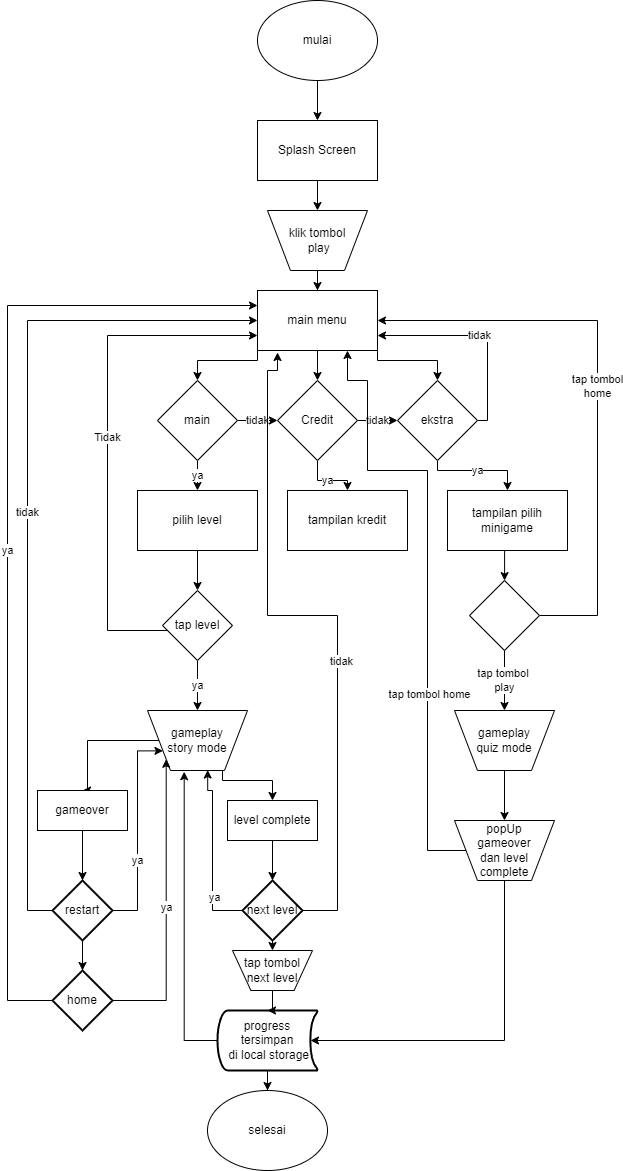 mulai
Splash Screen
klik tombol
play
main menu
tidak
tap tombol
home
main
tidak
Credit
tidak
ekstra
Tidak
ya
ya
ya
tidak
pilih level
tampilan kredit
tampilan pilih
minigame
ya
tap level
tidak
ya
tap tombol
play
tap tombol home
gameplay
story mode
gameplay
quiz mode
gameover
level complete
popUp
gameover
dan level
complete
ya
ya
ya
restart
next level
tap tombol
next level
home
progress
tersimpan
di local storage
selesai